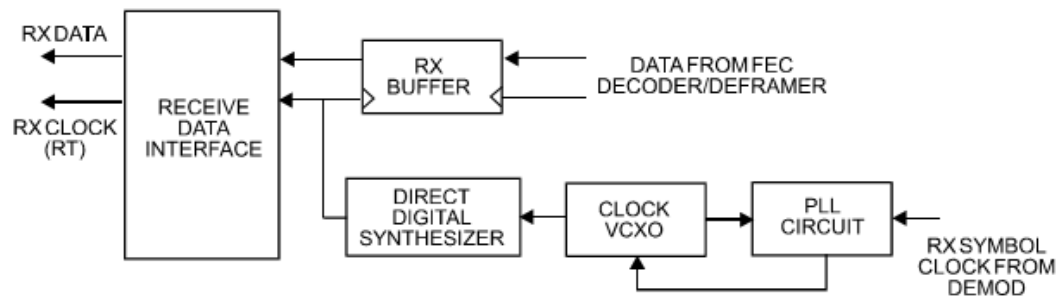 RX DATA
RX CLOCK
(RT)
RECEIVE
DATA
INTERFACE
RX
BUFFER
DATA FROM FEC
DECODER/DEFRAMER
DIRECT
DIGITAL
SYNTHESIZER
CLOCK
VCXO
PLL
CIRCUIT
RX SYMBOL
CLOCK FROM
DEMOD